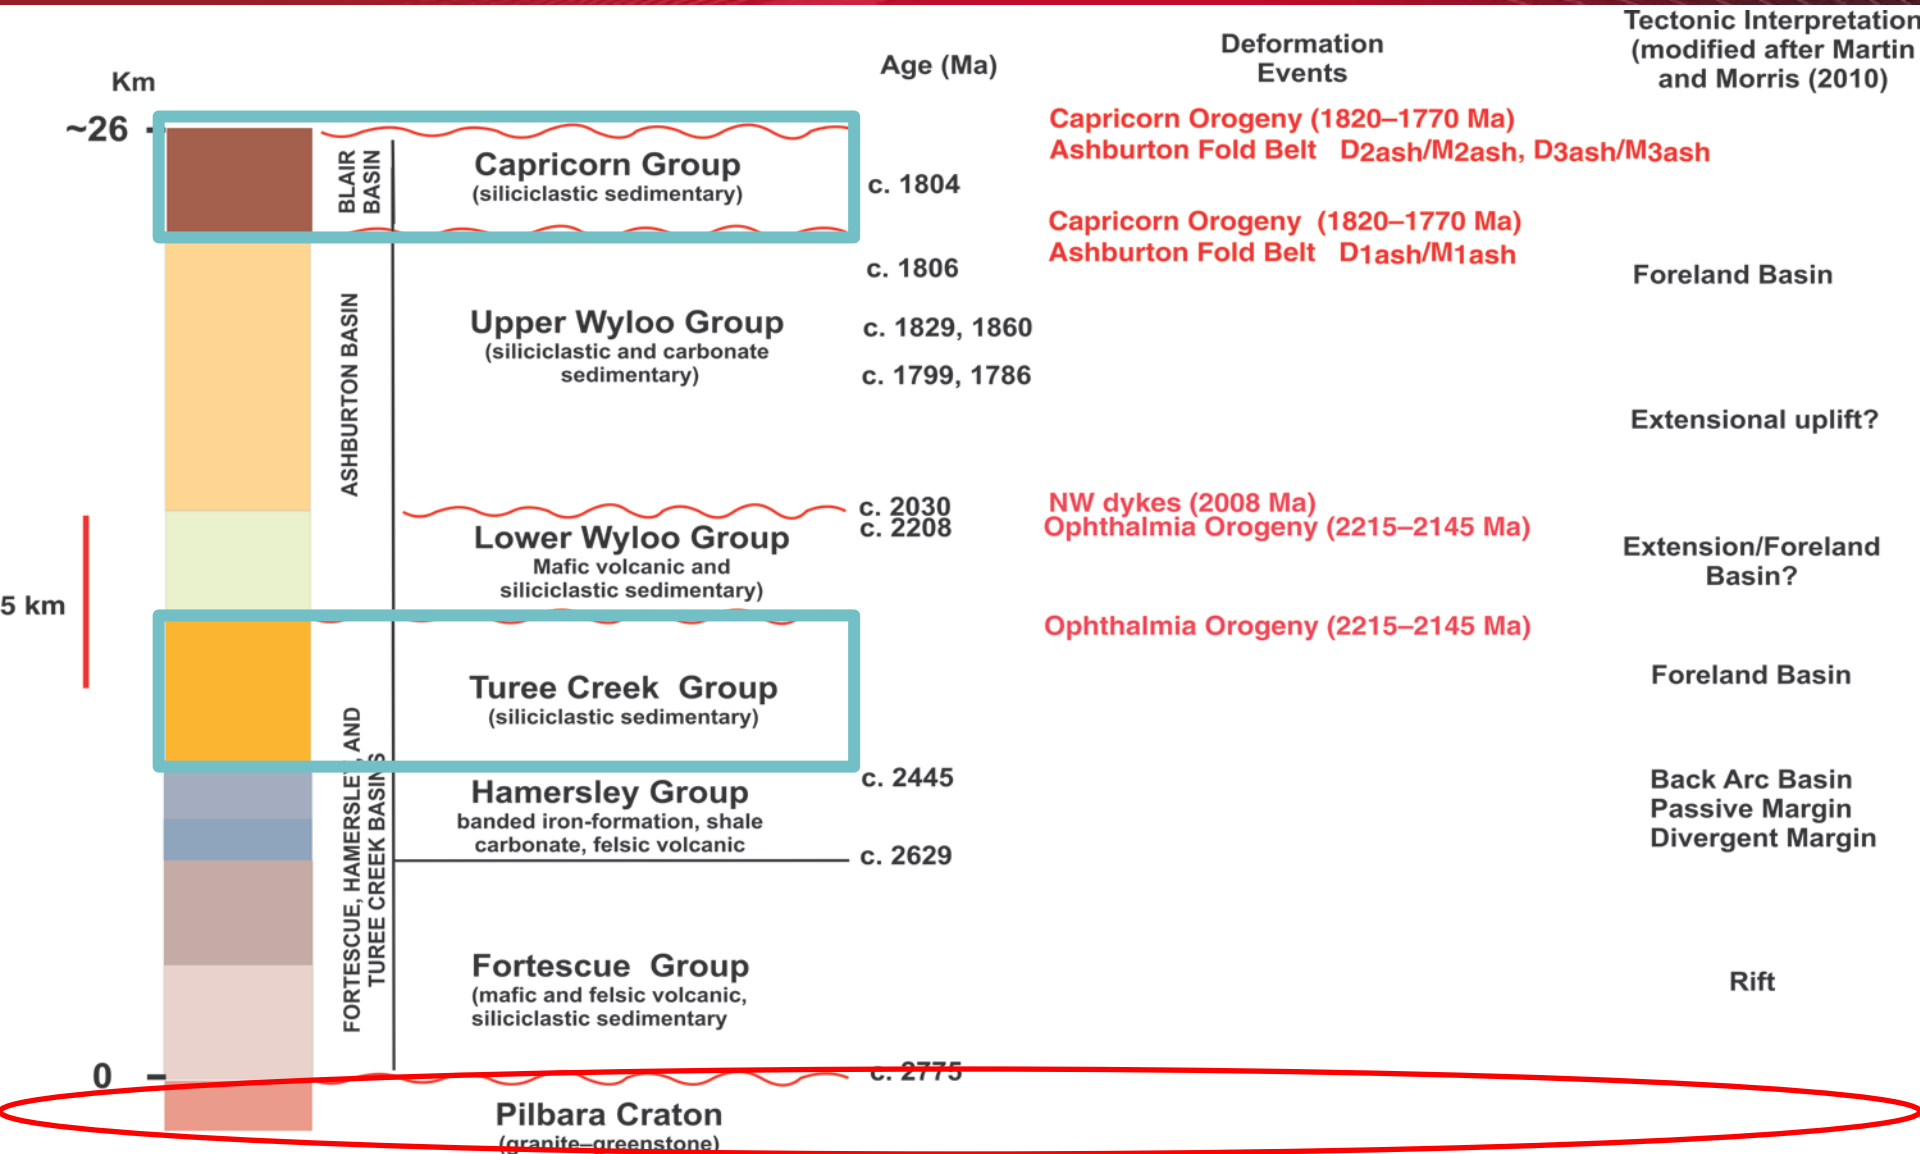 Tectonic Interpretation
(modified after Martin
and Morris (2010)
Deformation
Events
Age (Ma)
Km
~26
Capricorn Orogeny (1820–1770 Ma)
Ashburton Fold Belt D2ash/M2ash, D3ash/M3ash
BLAIR
BASIN
Capricorn Group
(siliciclastic sedimentary)
c. 1804
Capricorn Orogeny (1820–1770 Ma)
Ashburton Fold Belt D1ash/M1ash
c. 1806
Foreland Basin
ASHBURTON BASIN
Upper Wyloo Group
(siliciclastic and carbonate
sedimentary)
c. 1829, 1860
c. 1799, 1786
Extensional uplift?
c. 2030
NW dykes (2008 Ma)
c. 2208
Ophthalmia Orogeny (2215–2145 Ma)
Lower Wyloo Group
Mafic volcanic and
siliciclastic sedimentary)
Extension/Foreland
Basin?
5 km
Ophthalmia Orogeny (2215–2145 Ma)
Turee Creek Group
(siliciclastic sedimentary)
Foreland Basin
FORTESCUE, HAMERSLEY, AND
TUREE CREEK BASINS
c. 2445
Hamersley Group
banded iron-formation, shale
carbonate, felsic volcanic
Back Arc Basin
Passive Margin
Divergent Margin
c. 2629
Fortescue Group
(mafic and felsic volcanic,
siliciclastic sedimentary
Rift
0
c. 2775
Pilbara Craton
(granite–greenstone)